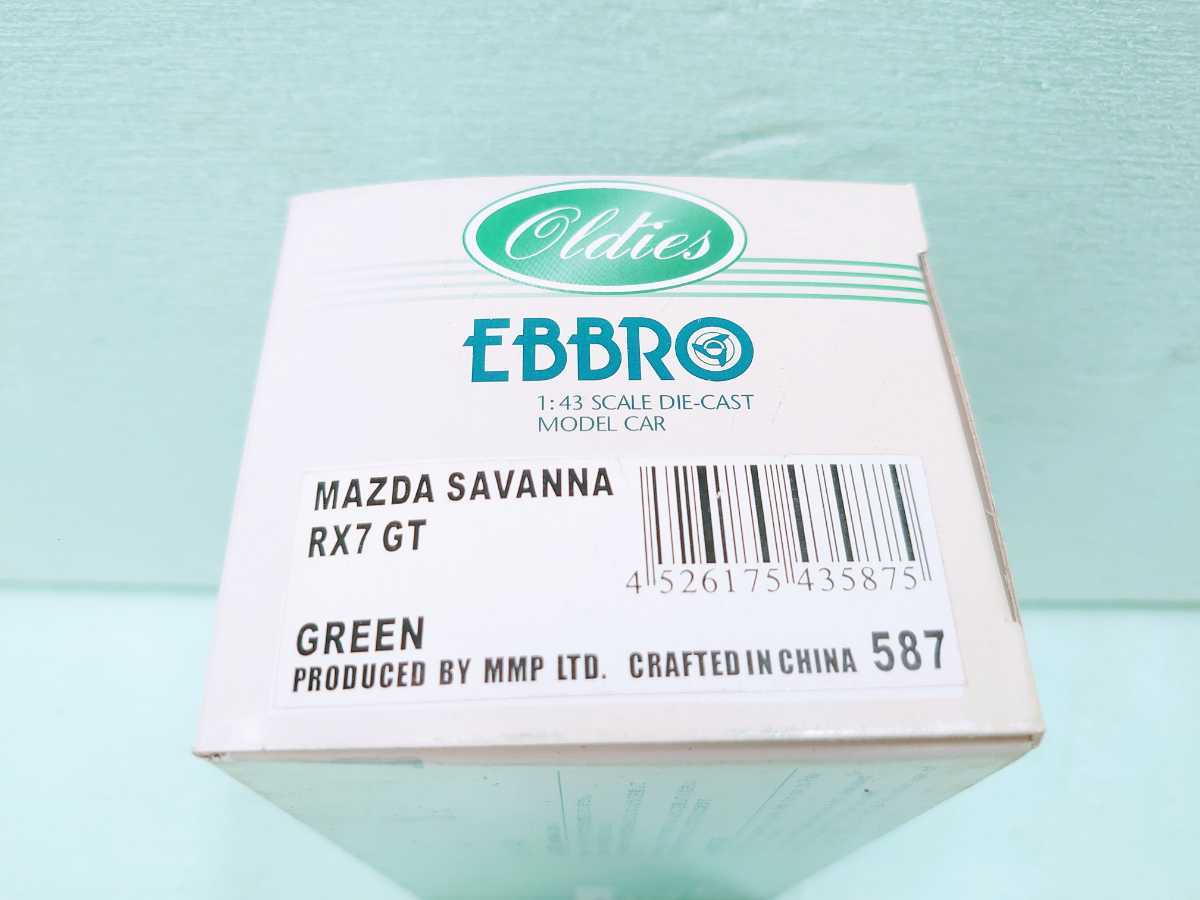 Oldies
EBBRO
1:43 SCALE DIE-CAST
MODEL CAR
MAZDA SAVANNA
RX7 GT
4 526175 435875
GREEN
PRODUCED BY MMP LTD. CRAFTED IN CHINA 587